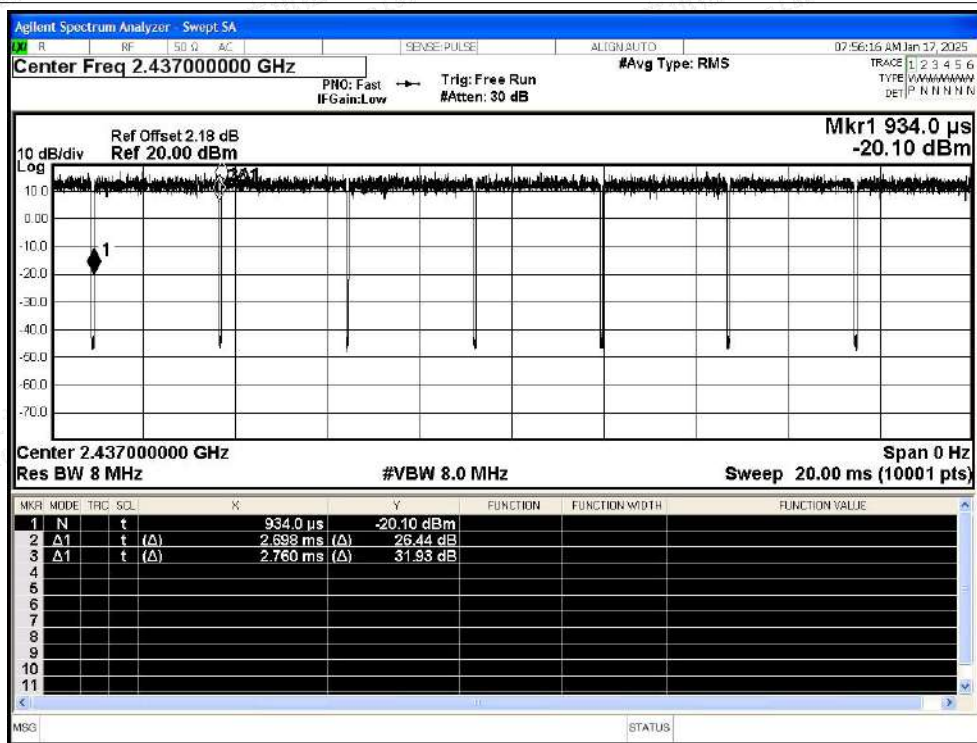 Agilent Spectrum Analyzer - Swept SA
LXI R RF 50 Ω AC SENSE:PULSE ALIGN AUTO 07:56:16 AM Jan 17, 2025
Center Freq 2.437000000 GHz #Avg Type: RMS TRACE 1 2 3 4 5 6
PNO: Fast Trig: Free Run TYPE WWWWWW
IFGain:Low #Atten: 30 dB DET P N N N N N
Mkr1 934.0 µs
-20.10 dBm
Ref Offset 2.18 dB
10 dB/div Ref 20.00 dBm
Log
3Δ1
10.0
0.00
1
-10.0
-20.0
-30.0
-40.0
-50.0
-60.0
-70.0
Center 2.437000000 GHz Span 0 Hz
Res BW 8 MHz #VBW 8.0 MHz Sweep 20.00 ms (10001 pts)
MKR MODE TRC SCL X Y FUNCTION FUNCTION WIDTH FUNCTION VALUE
1 N t 934.0 µs -20.10 dBm
2 Δ1 t (Δ) 2.698 ms (Δ) 26.44 dB
3 Δ1 t (Δ) 2.760 ms (Δ) 31.93 dB
4
5
6
7
8
9
10
11
MSG STATUS